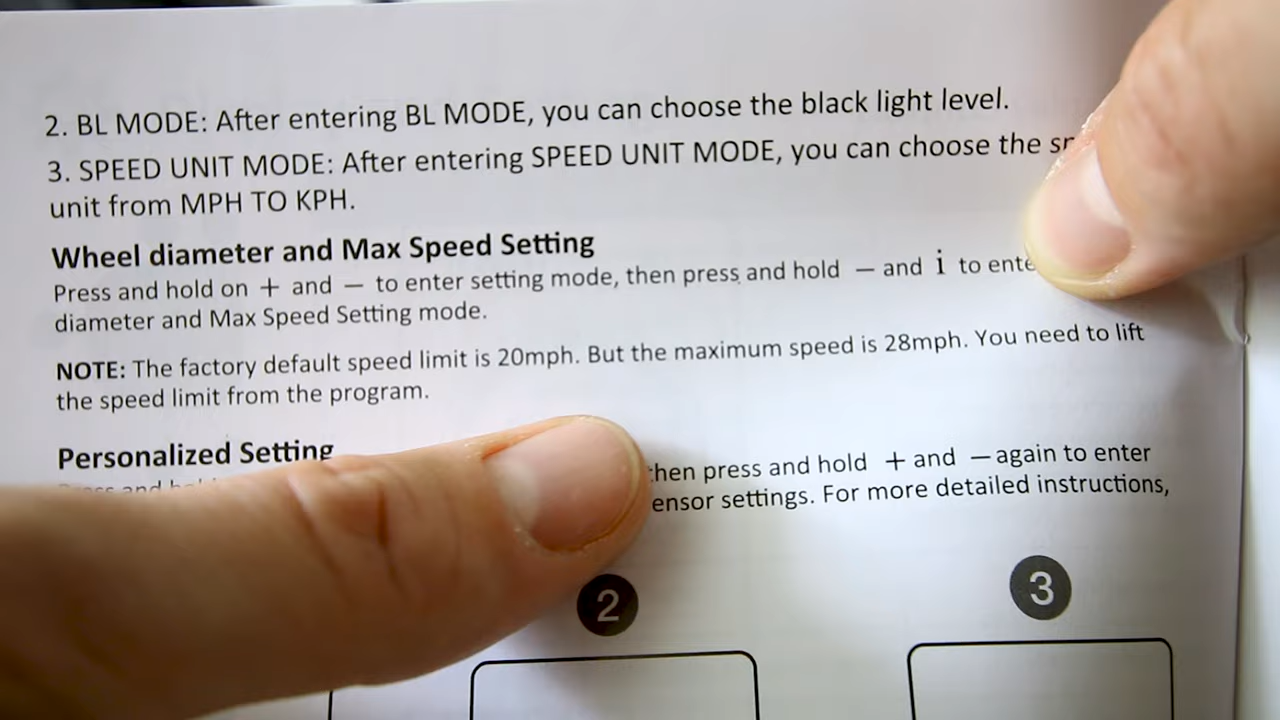 2. BL MODE: After entering BL MODE, you can choose the black light level.
3. SPEED UNIT MODE: After entering SPEED UNIT MODE, you can choose the
unit from MPH TO KPH.
Wheel diameter and Max Speed Setting
Press and hold on + and — to enter setting mode, then press and hold — and i to
diameter and Max Speed Setting mode.
NOTE: The factory default speed limit is 20mph. But the maximum speed is 28mph. You need to lift
the speed limit from the program.
Personalized Setting
then press and hold + and — again to enter
settings. For more detailed instructions,
2
3